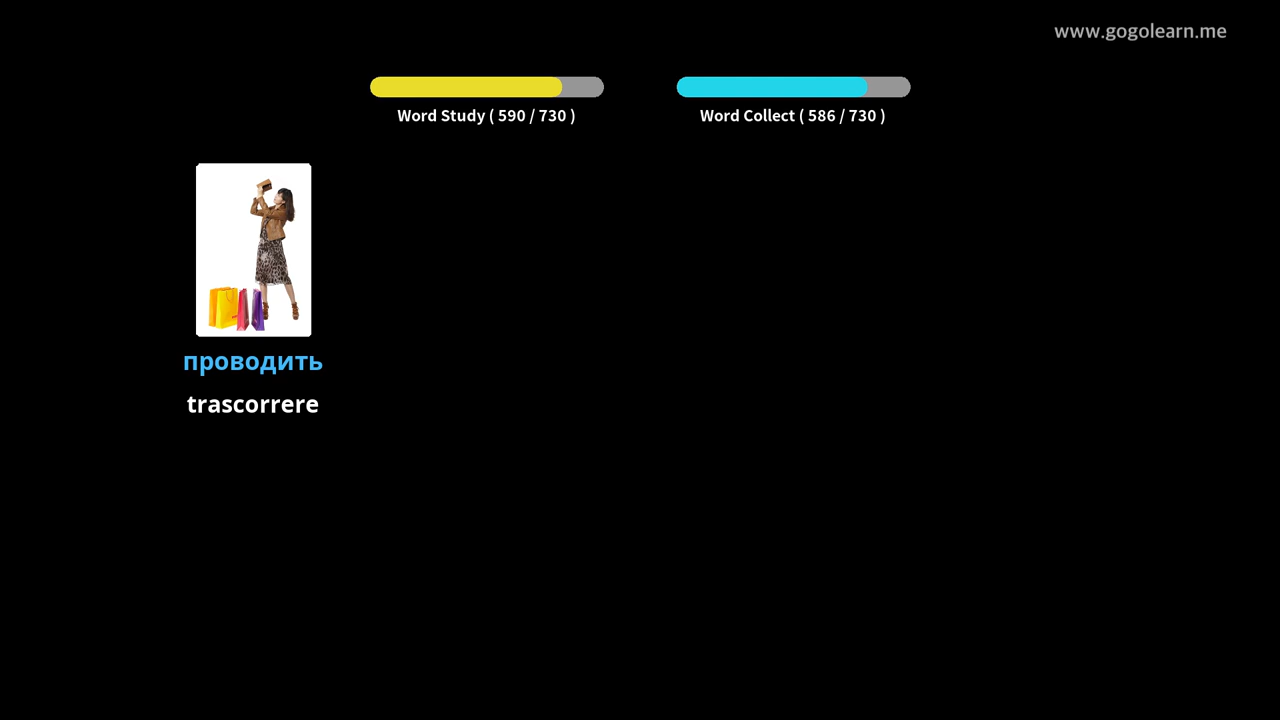 www.gogolearn.me
Word Study ( 590 / 730 )
Word Collect ( 586 / 730 )
проводить
trascorrere